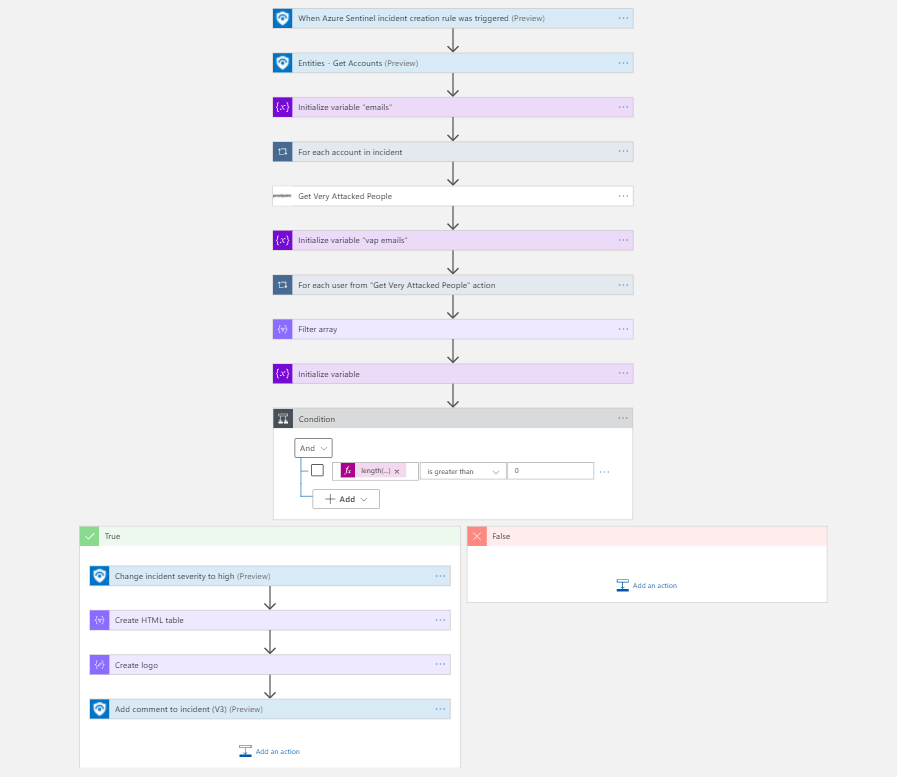 When Azure Sentinel incident creation rule was triggered (Preview)
Entities - Get Accounts (Preview)
Initialize variable "emails"
For each account in incident
Get Very Attacked People
Initialize variable "vap emails"
For each user from "Get Very Attacked People" action
Filter array
Initialize variable
Condition
And
length(...) × is greater than 0
+ Add
True
False
Change incident severity to high (Preview)
Add an action
Create HTML table
Create logo
Add comment to incident (V3) (Preview)
Add an action